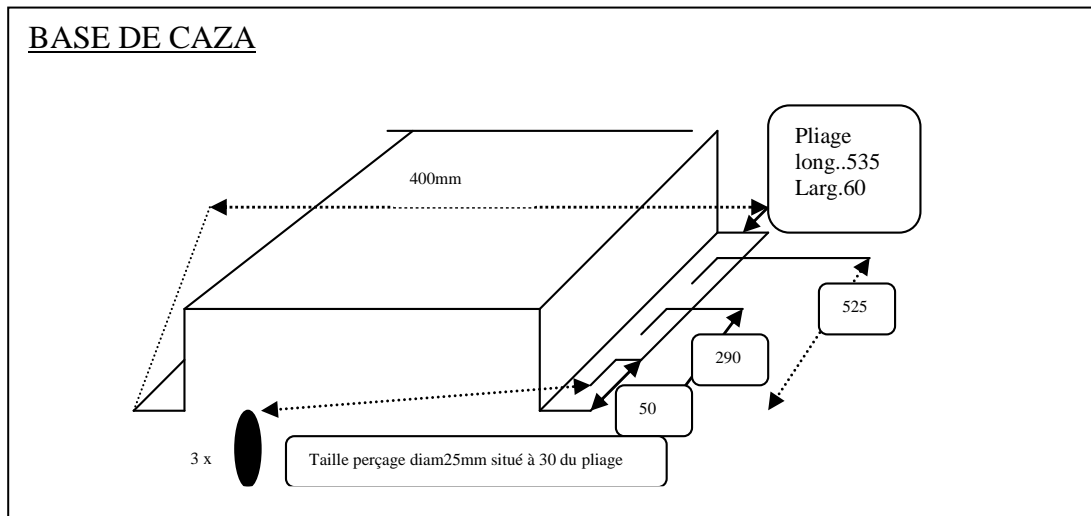 BASE DE CAZA
Pliage
long..535
Larg.60
400mm
525
290
50
3 x
Taille perçage diam25mm situé à 30 du pliage